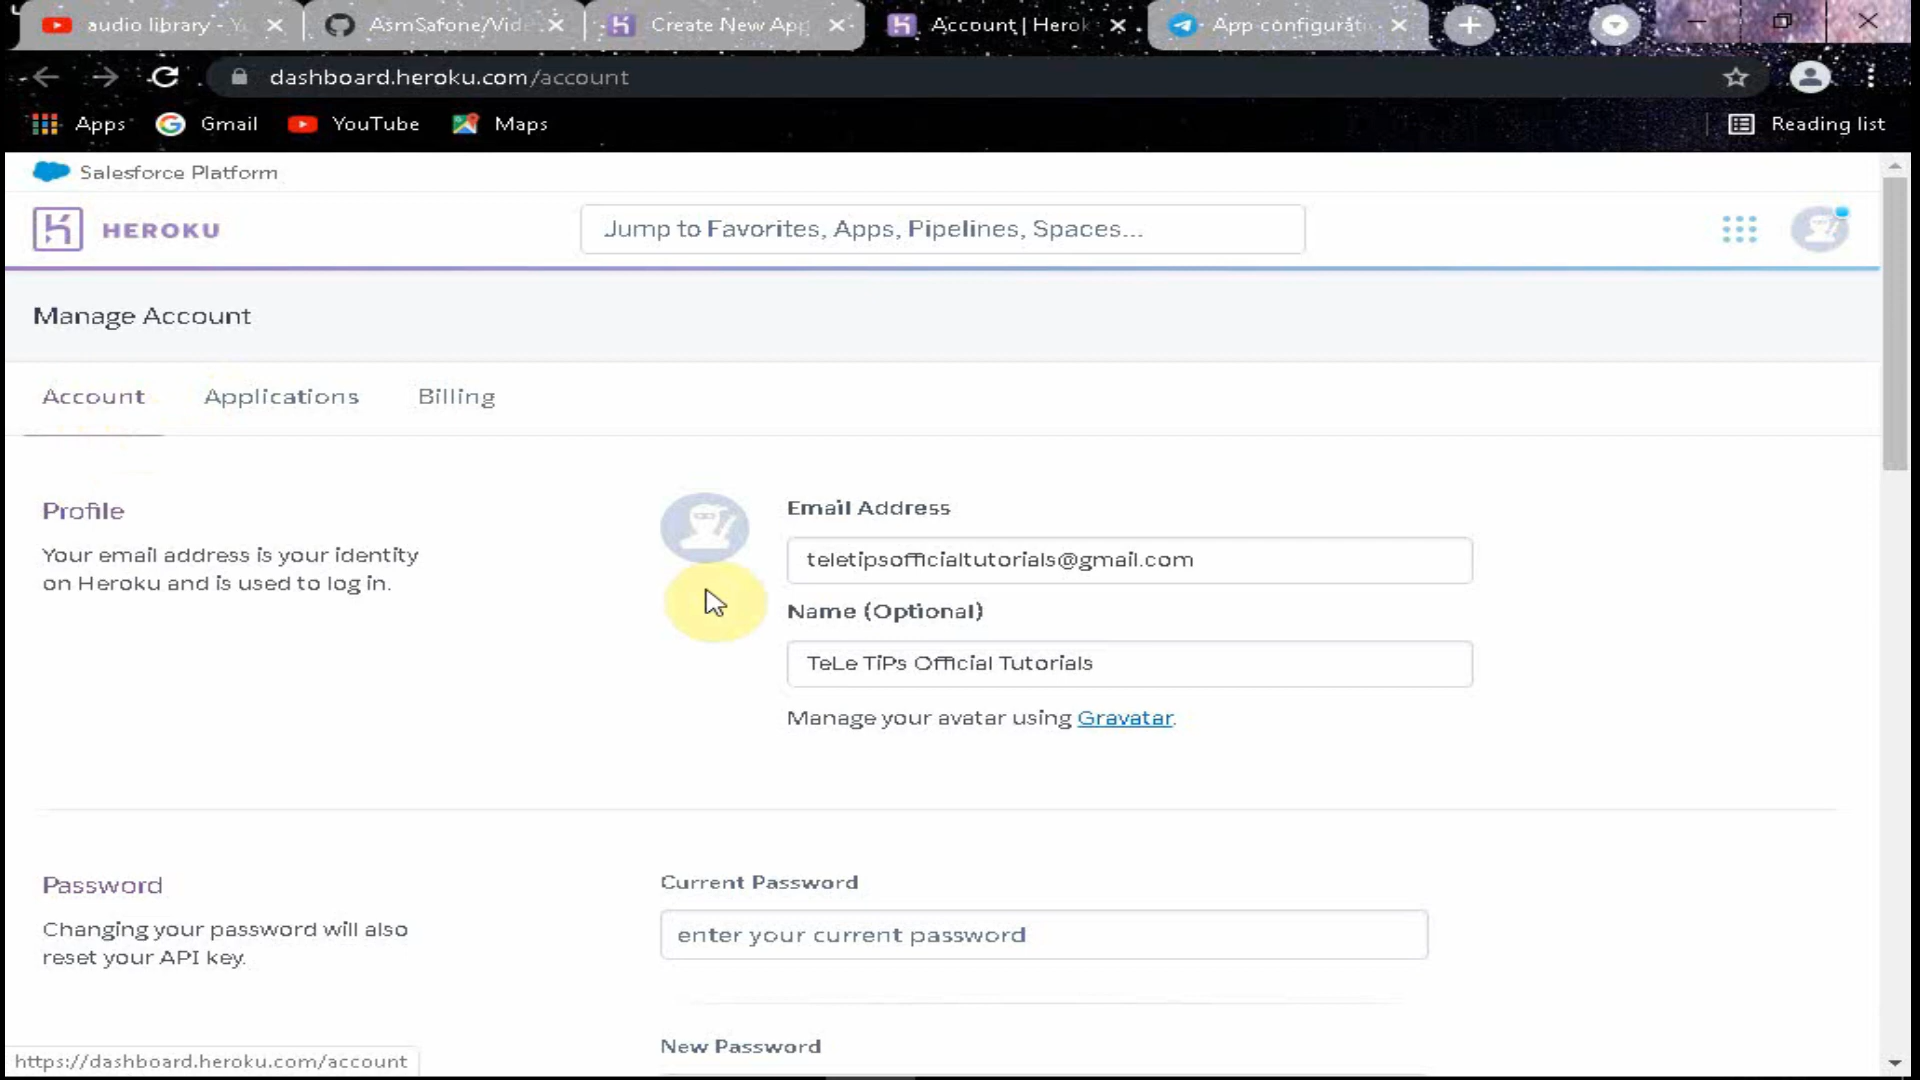 audio library - Y
AsmSafone/Vide
Create New App
Account | Herok
App configurati
dashboard.heroku.com/account
Apps
Gmail
YouTube
Maps
Reading list
Salesforce Platform
HEROKU
Jump to Favorites, Apps, Pipelines, Spaces...
Manage Account
Account
Applications
Billing
Profile
Your email address is your identity
on Heroku and is used to log in.
Email Address
teletipsofficialtutorials@gmail.com
Name (Optional)
TeLe TiPs Official Tutorials
Manage your avatar using Gravatar.
Password
Changing your password will also
reset your API key.
Current Password
enter your current password
New Password
https://dashboard.heroku.com/account